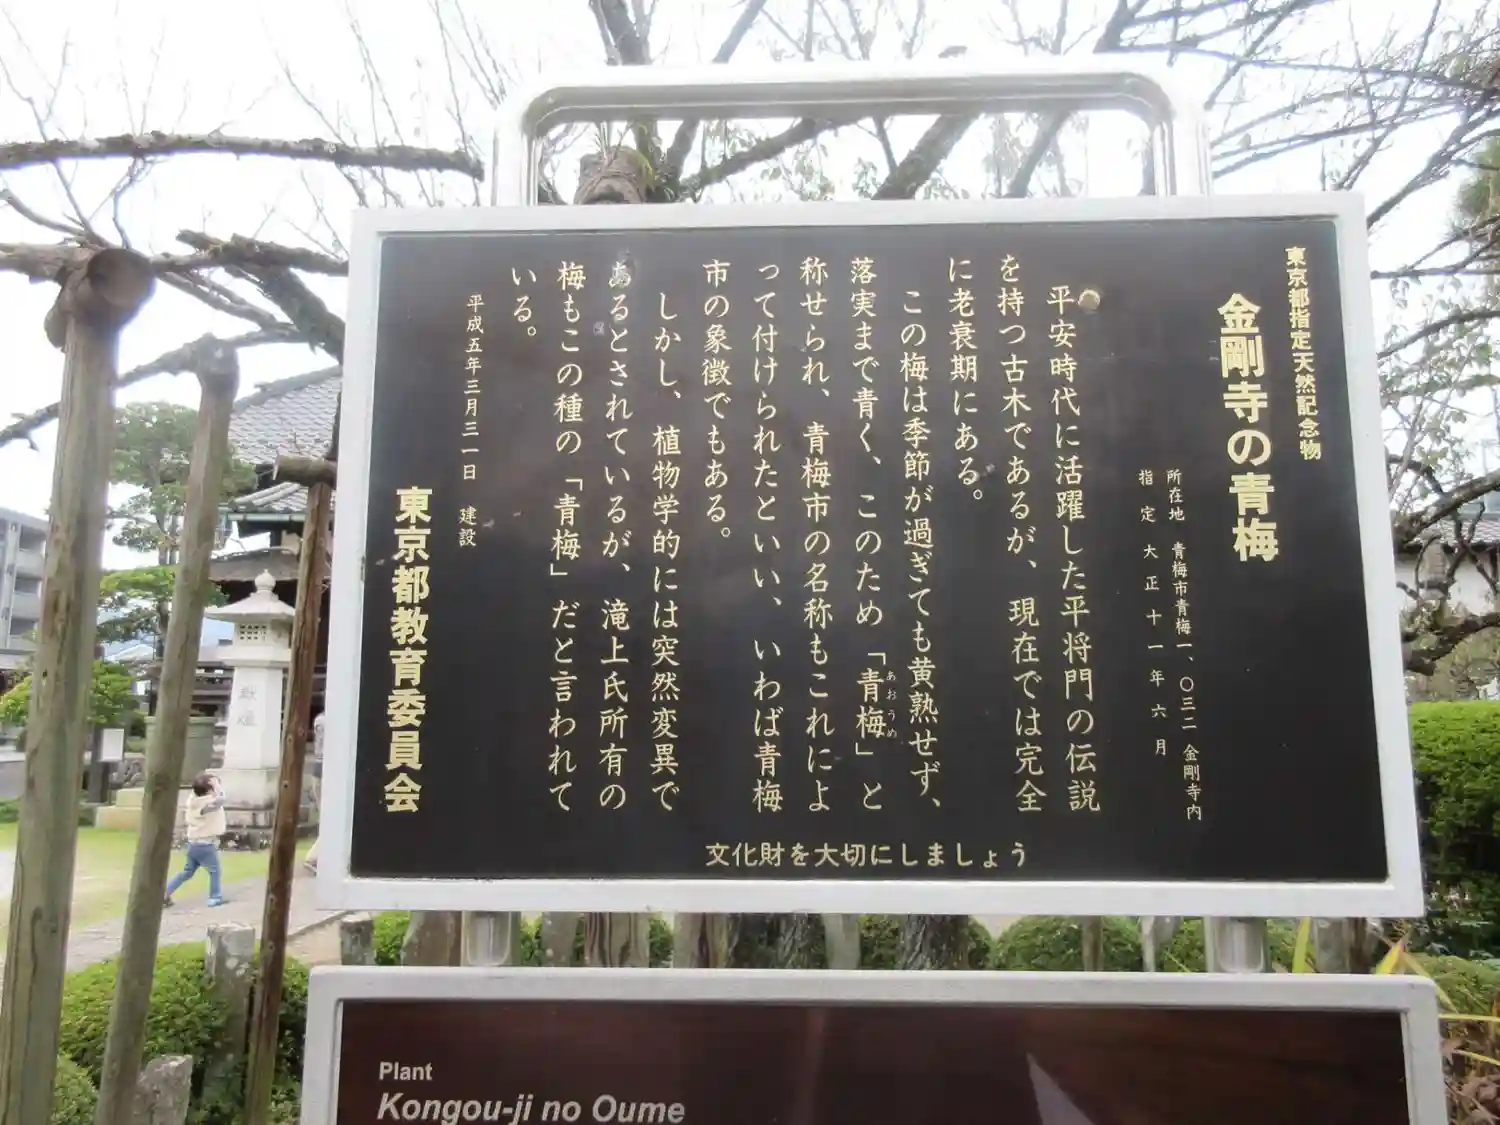 東京都指定天然記念物
金剛寺の青梅
所在地 青梅市青梅一、〇三二 金剛寺内
指定 大正十一年六月
平安時代に活躍した平将門の伝説
を持つ古木であるが、現在では完全
に老衰期にある。
この梅は季節が過ぎても黄熟せず、
落実まで青く、このため「青梅」と
あおうめ
称せられ、青梅市の名称もこれによ
って付けられたといい、いわば青梅
市の象徴でもある。
しかし、植物学的には突然変異で
あるとされているが、滝上氏所有の
梅もこの種の「青梅」だと言われて
いる。
平成五年三月三一日 建設
東京都教育委員会
文化財を大切にしましょう
Plant
Kongou-ji no Oume